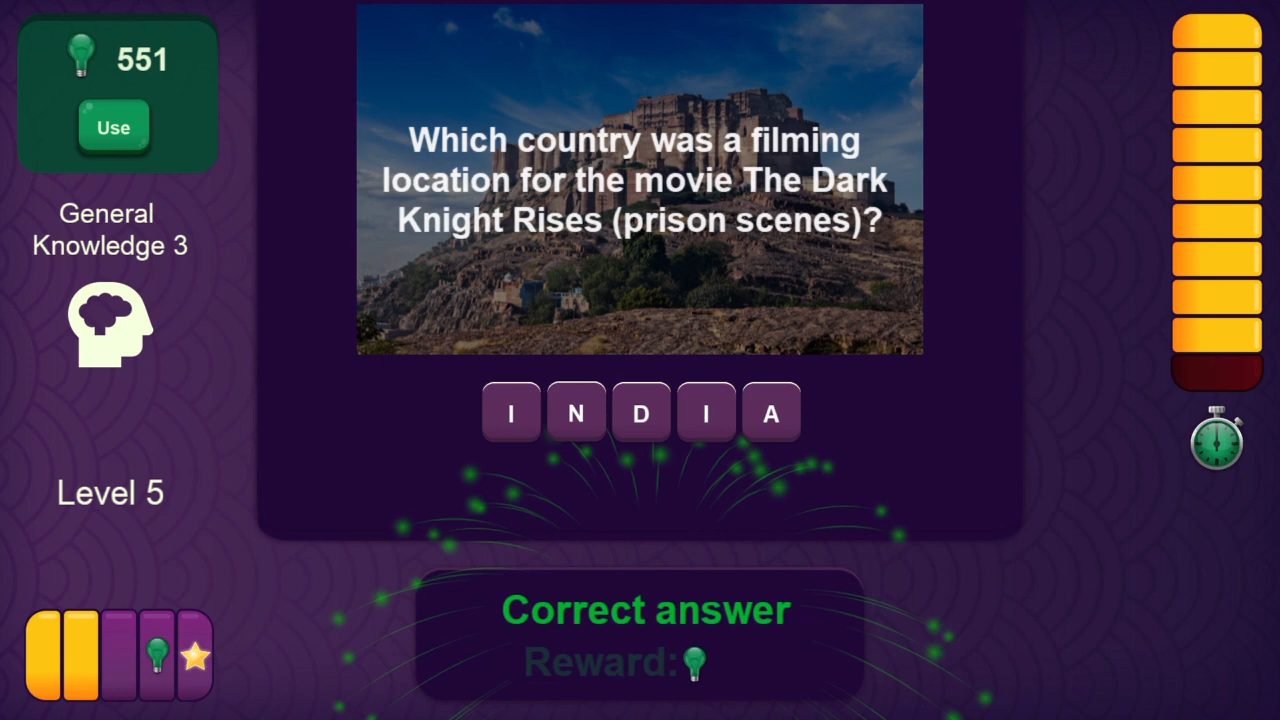 551
Use
General
Knowledge 3
Level 5
Which country was a filming
location for the movie The Dark
Knight Rises (prison scenes)?
I N D I A
Correct answer
Reward: